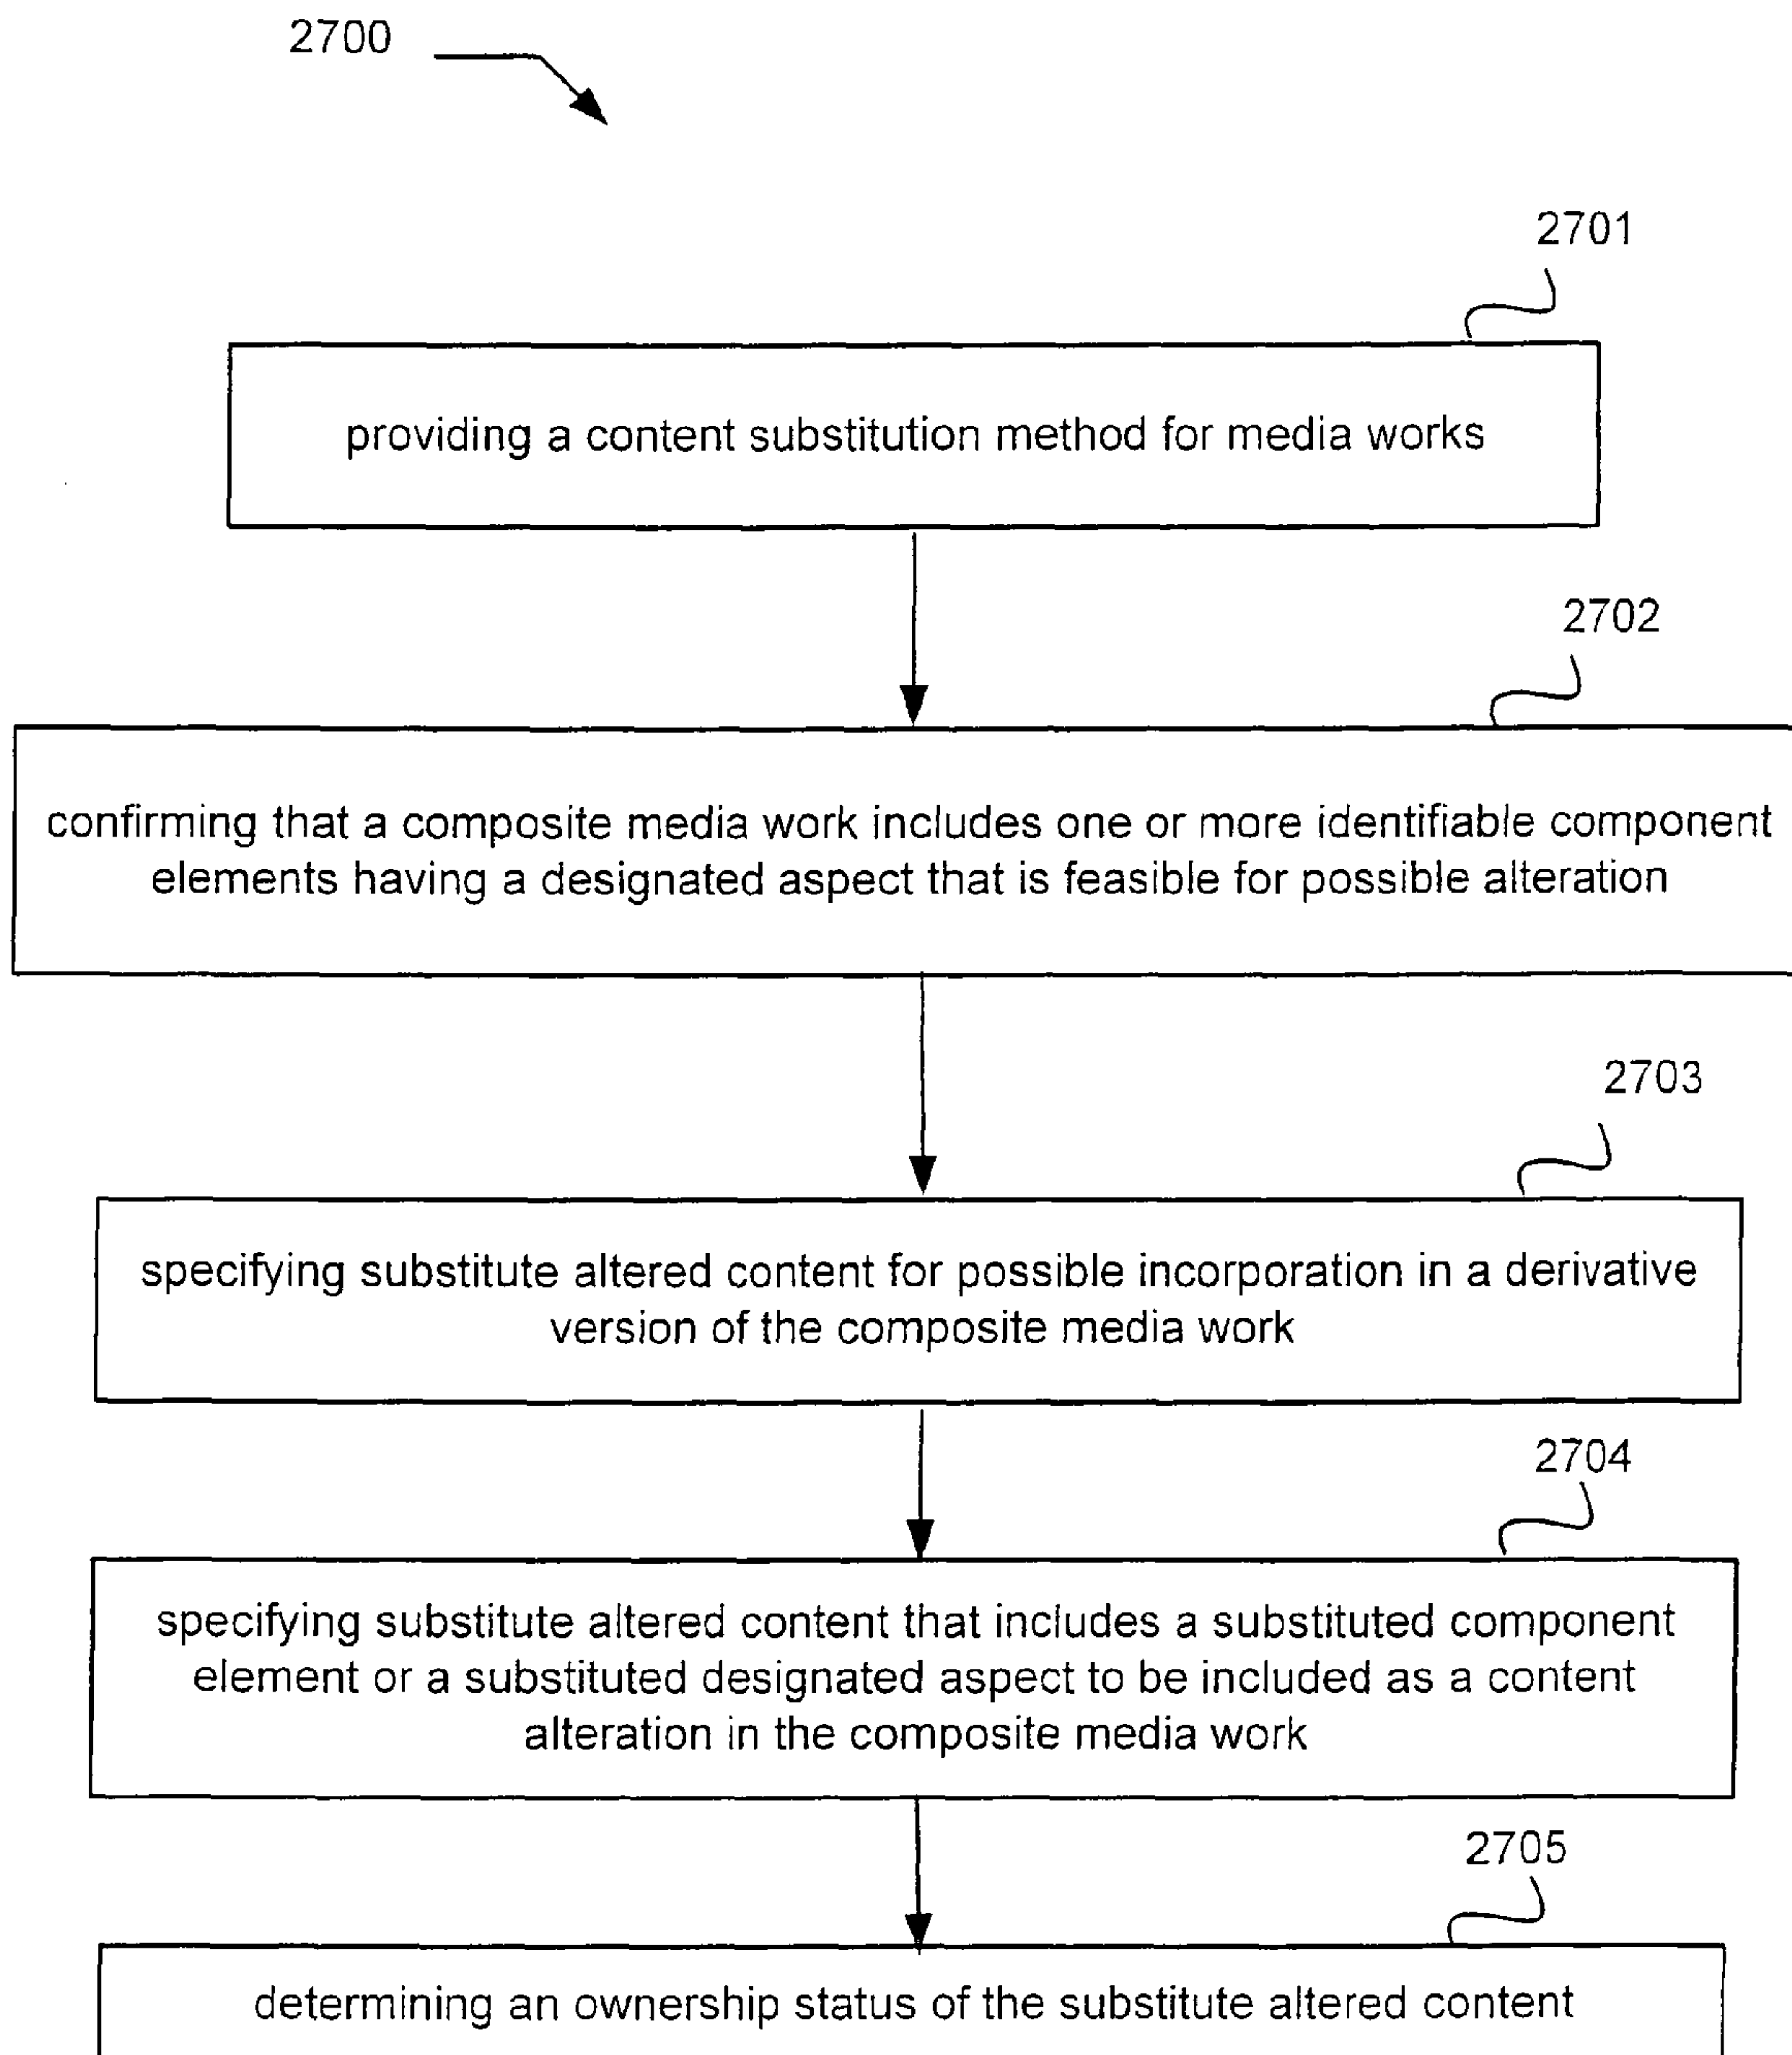 2700
2701
providing a content substitution method for media works
2702
confirming that a composite media work includes one or more identifiable component
elements having a designated aspect that is feasible for possible alteration
2703
specifying substitute altered content for possible incorporation in a derivative
version of the composite media work
2704
specifying substitute altered content that includes a substituted component
element or a substituted designated aspect to be included as a content
alteration in the composite media work
2705
determining an ownership status of the substitute altered content